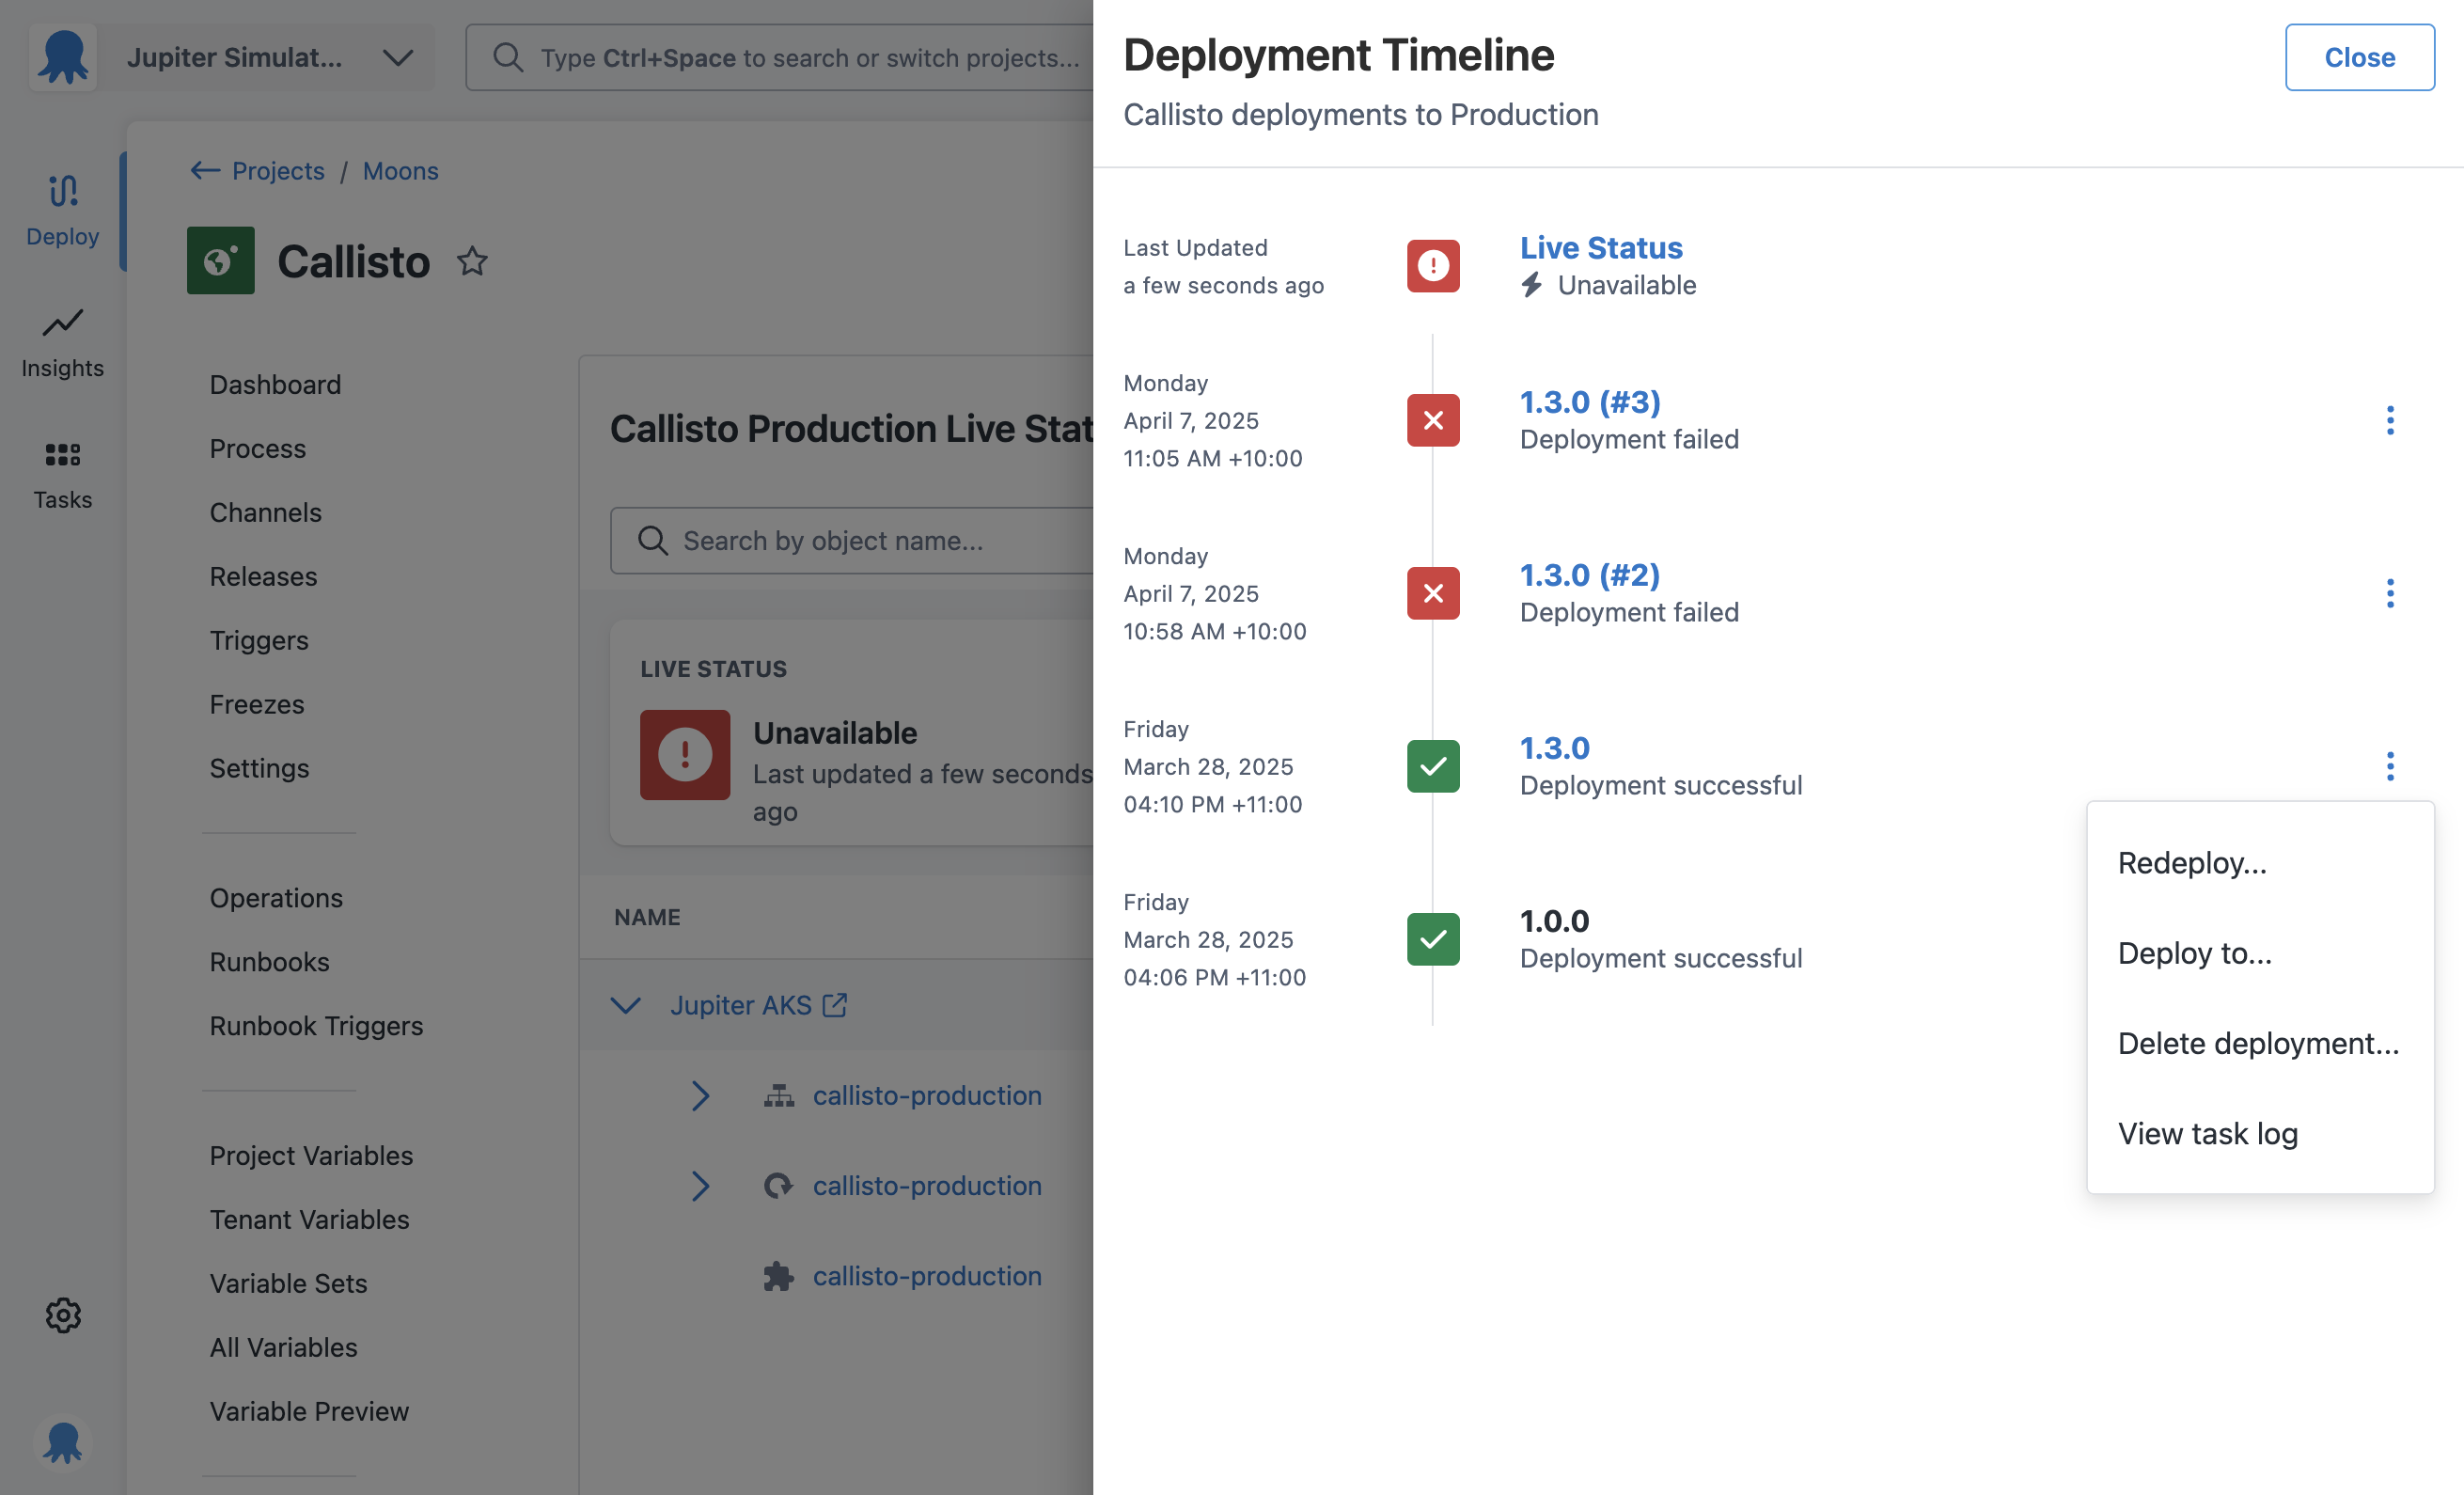 Jupiter Simulat...
Type Ctrl+Space to search or switch projects...
Deploy
Insights
Tasks
Projects / Moons
Callisto
Dashboard
Process
Channels
Releases
Triggers
Freezes
Settings
Operations
Runbooks
Runbook Triggers
Project Variables
Tenant Variables
Variable Sets
All Variables
Variable Preview
Callisto Production Live Stat
Search by object name...
LIVE STATUS
Unavailable
Last updated a few seconds
ago
NAME
Jupiter AKS
callisto-production
callisto-production
callisto-production
Deployment Timeline
Close
Callisto deployments to Production
Last Updated
a few seconds ago
Live Status
Unavailable
Monday
April 7, 2025
11:05 AM +10:00
1.3.0 (#3)
Deployment failed
Monday
April 7, 2025
10:58 AM +10:00
1.3.0 (#2)
Deployment failed
Friday
March 28, 2025
04:10 PM +11:00
1.3.0
Deployment successful
Friday
March 28, 2025
04:06 PM +11:00
1.0.0
Deployment successful
Redeploy...
Deploy to...
Delete deployment...
View task log